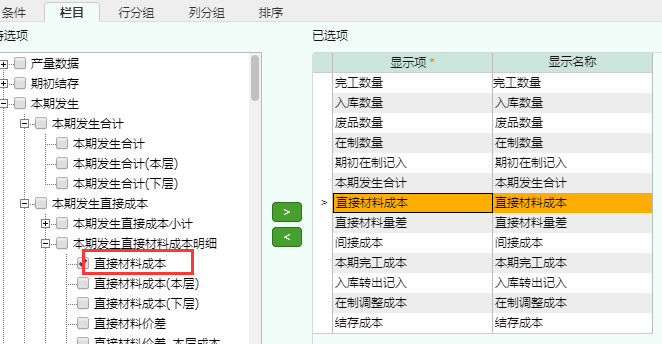 条件 栏目 行分组 列分组 排序
待选项
产量数据
期初结存
本期发生
本期发生合计
本期发生合计
本期发生合计(本层)
本期发生合计(下层)
本期发生直接成本
本期发生直接成本小计
本期发生直接材料成本明细
直接材料成本
直接材料成本(本层)
直接材料成本(下层)
直接材料价差
直接材料价差-本层成本
>
<
已选项
显示项* 显示名称
完工数量 完工数量
入库数量 入库数量
废品数量 废品数量
在制数量 在制数量
期初在制记入 期初在制记入
本期发生合计 本期发生合计
> 直接材料成本 直接材料成本
直接材料量差 直接材料量差
间接成本 间接成本
本期完工成本 本期完工成本
入库转出记入 入库转出记入
在制调整成本 在制调整成本
结存成本 结存成本